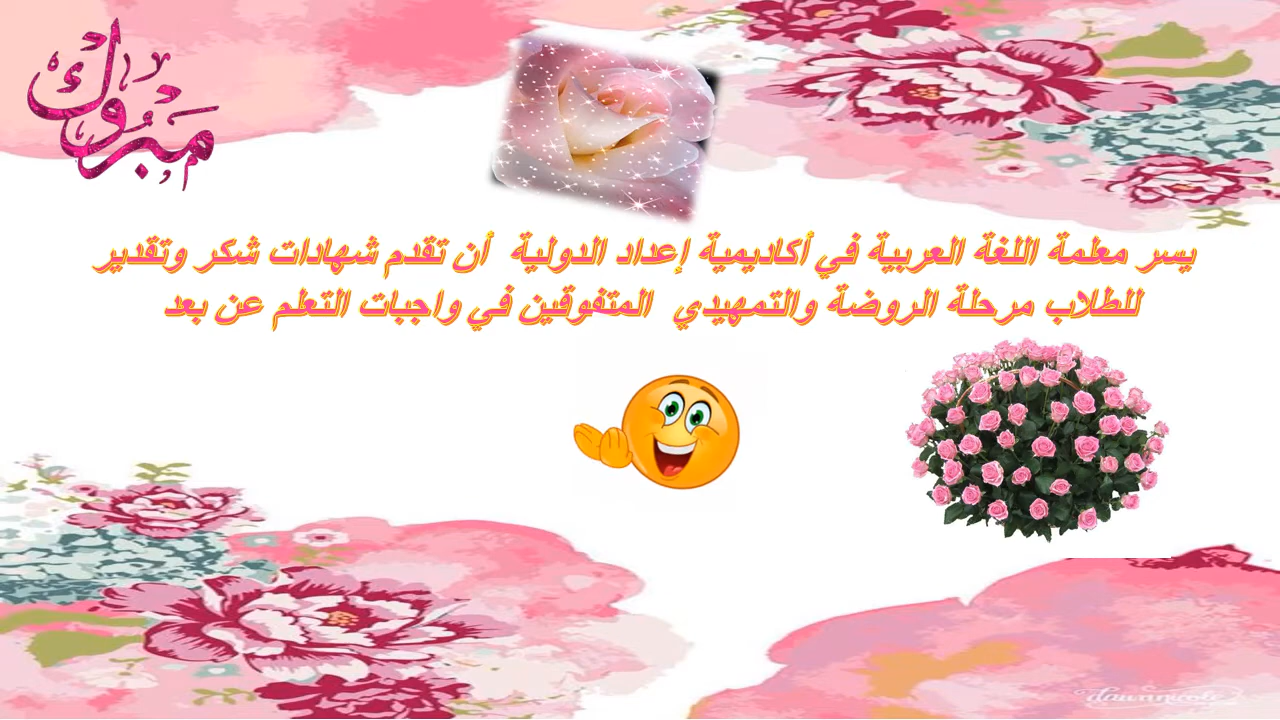 مبروك
يسر معلمة اللغة العربية في أكاديمية إعداد الدولية أن تقدم شهادات شكر وتقدير
للطلاب مرحلة الروضة والتمهيدي المتفوقين في واجبات التعلم عن بعد
dawnnicole